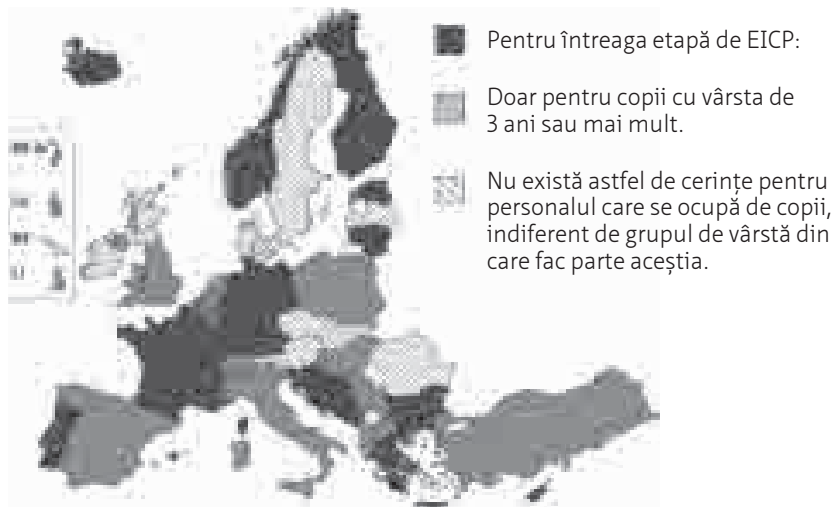 Pentru întreaga etapă de EICP:
Doar pentru copii cu vârsta de
3 ani sau mai mult.
Nu există astfel de cerințe pentru
personalul care se ocupă de copii,
indiferent de grupul de vârstă din
care fac parte aceștia.